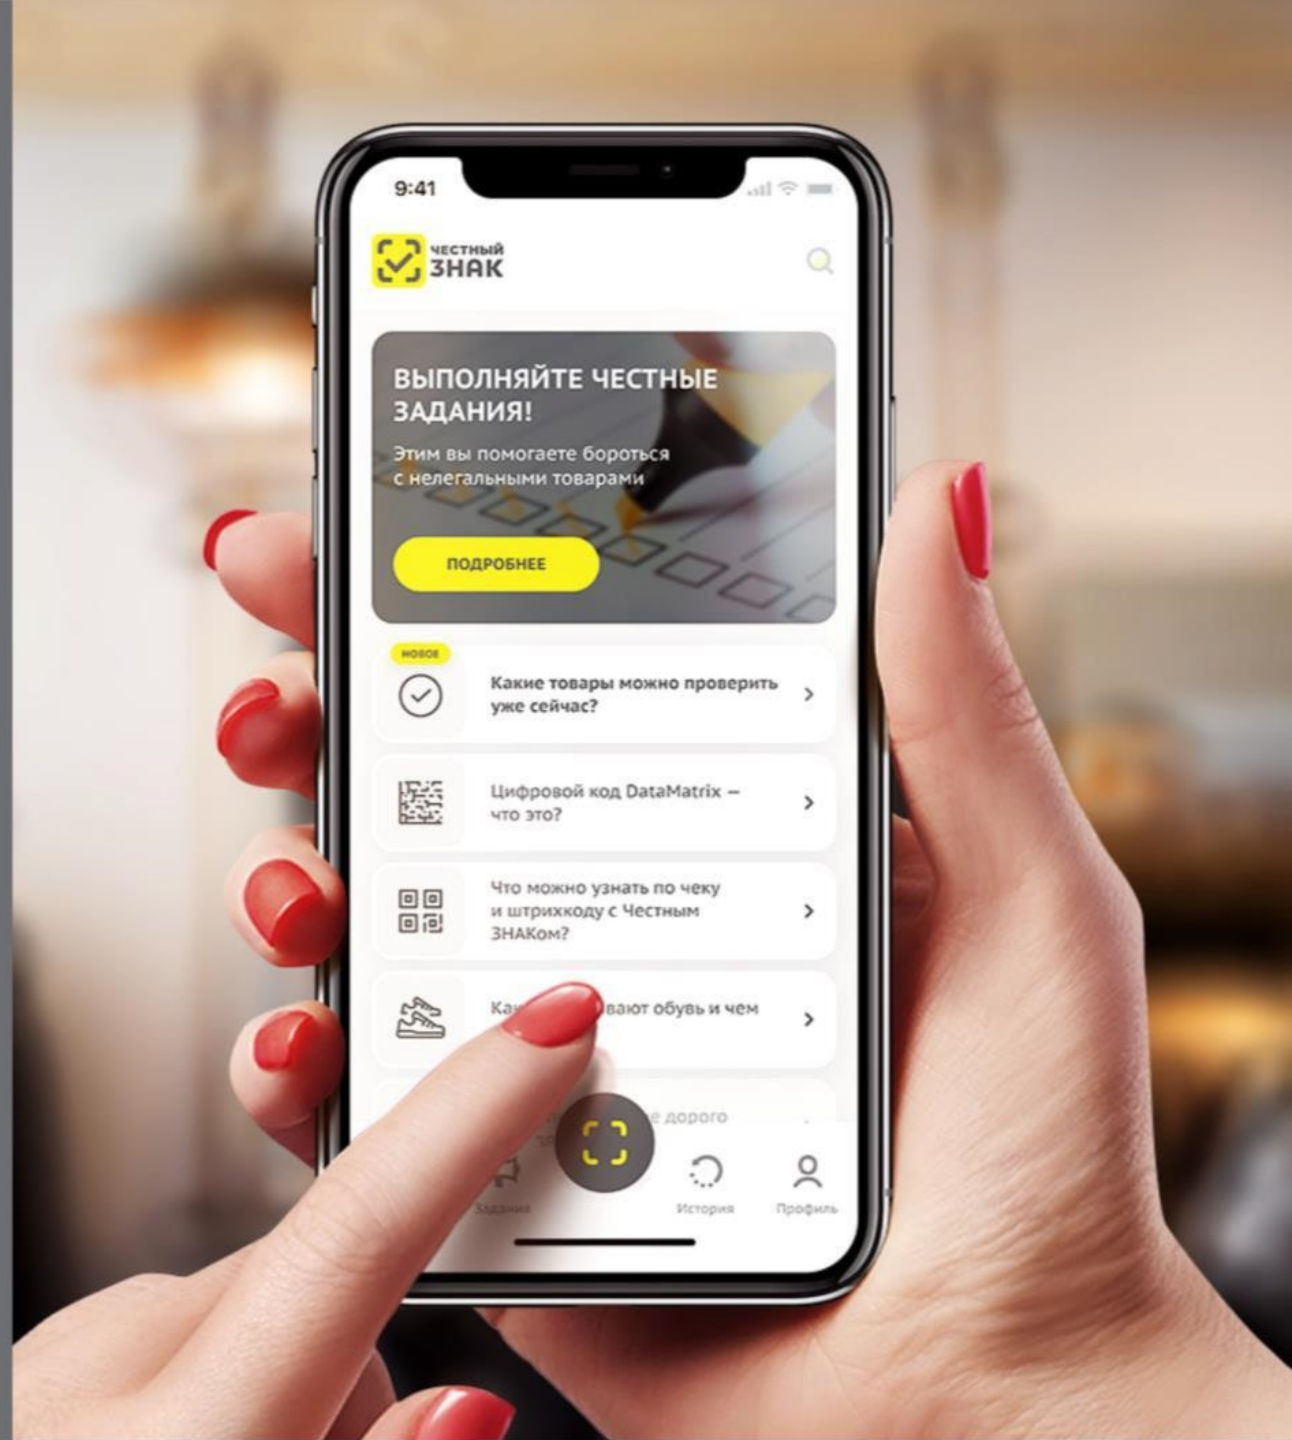 9:41
ЧЕСТНЫЙ
ЗНАК
ВЫПОЛНЯЙТЕ ЧЕСТНЫЕ
ЗАДАНИЯ!
Этим вы помогаете бороться
с нелегальными товарами
ПОДРОБНЕЕ
НОВОЕ
Какие товары можно проверить
уже сейчас?
Цифровой код DataMatrix —
что это?
Что можно узнать по чеку
и штрихкоду с Честным
ЗНАКом?
обувь и чем
дорого
Задания
История
Профиль